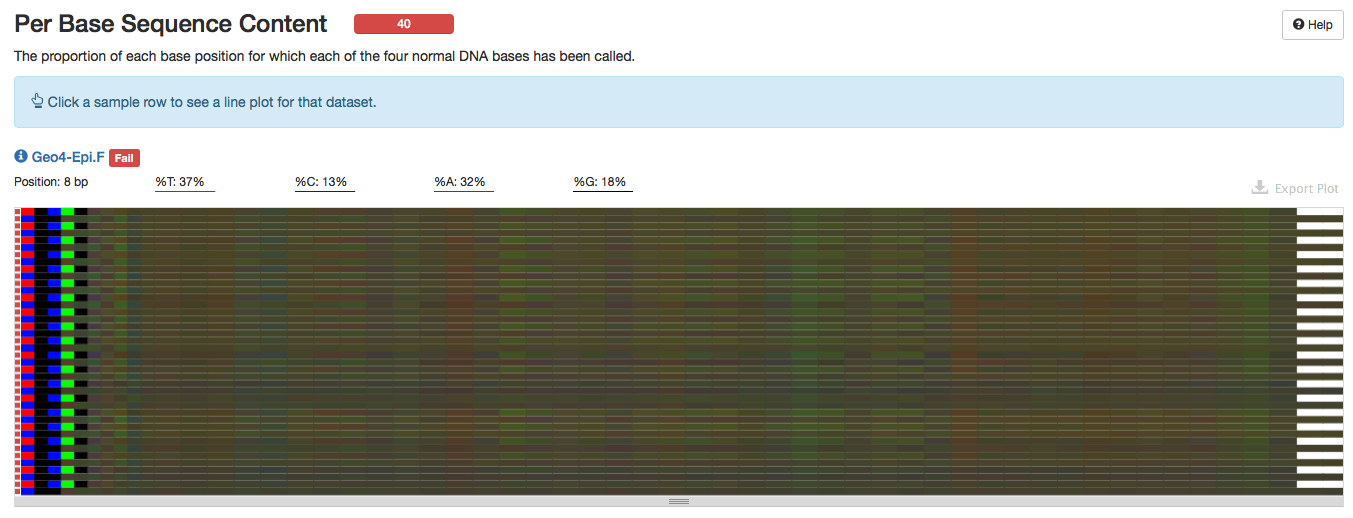 Per Base Sequence Content 40
Help
The proportion of each base position for which each of the four normal DNA bases has been called.
Click a sample row to see a line plot for that dataset.
Geo4-Epi.F Fail
Position: 8 bp %T: 37% %C: 13% %A: 32% %G: 18%
Export Plot